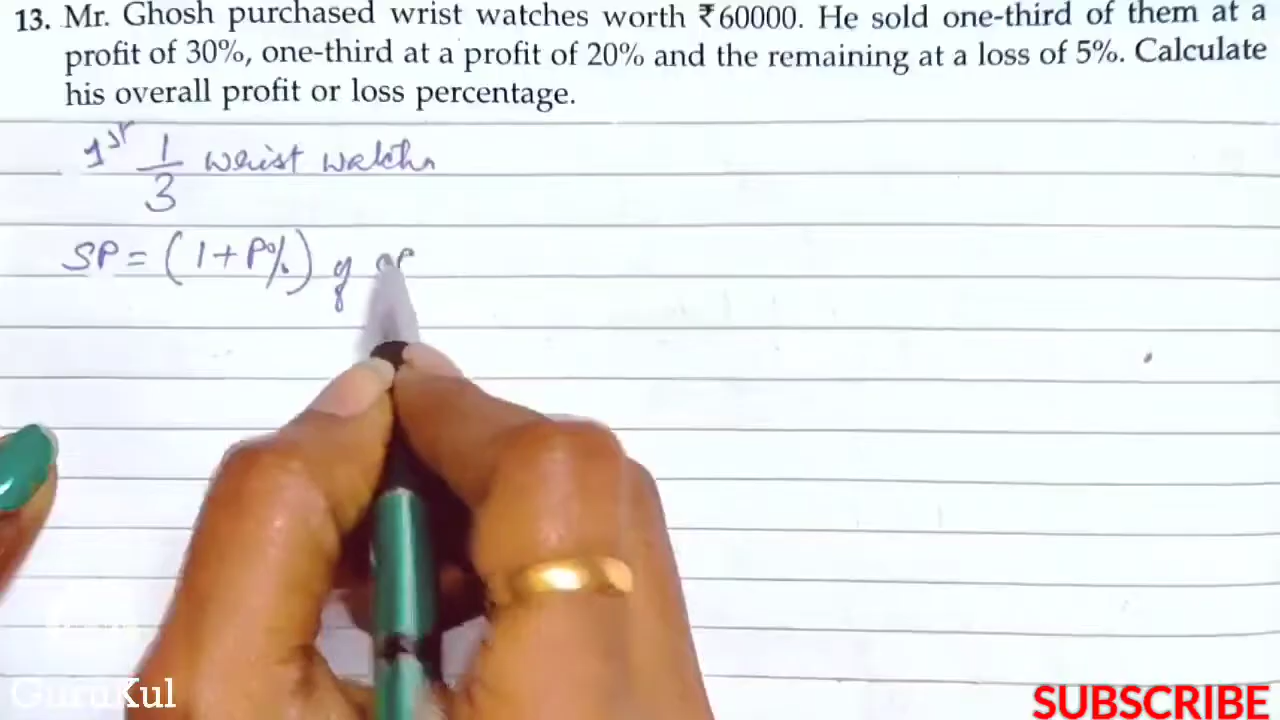 13. Mr. Ghosh purchased wrist watches worth ₹60000. He sold one-third of them at a
profit of 30%, one-third at a profit of 20% and the remaining at a loss of 5%. Calculate
his overall profit or loss percentage.
1st 1/3 wrist
SP = (1 + P%) of
GuruKul
SUBSCRIBE